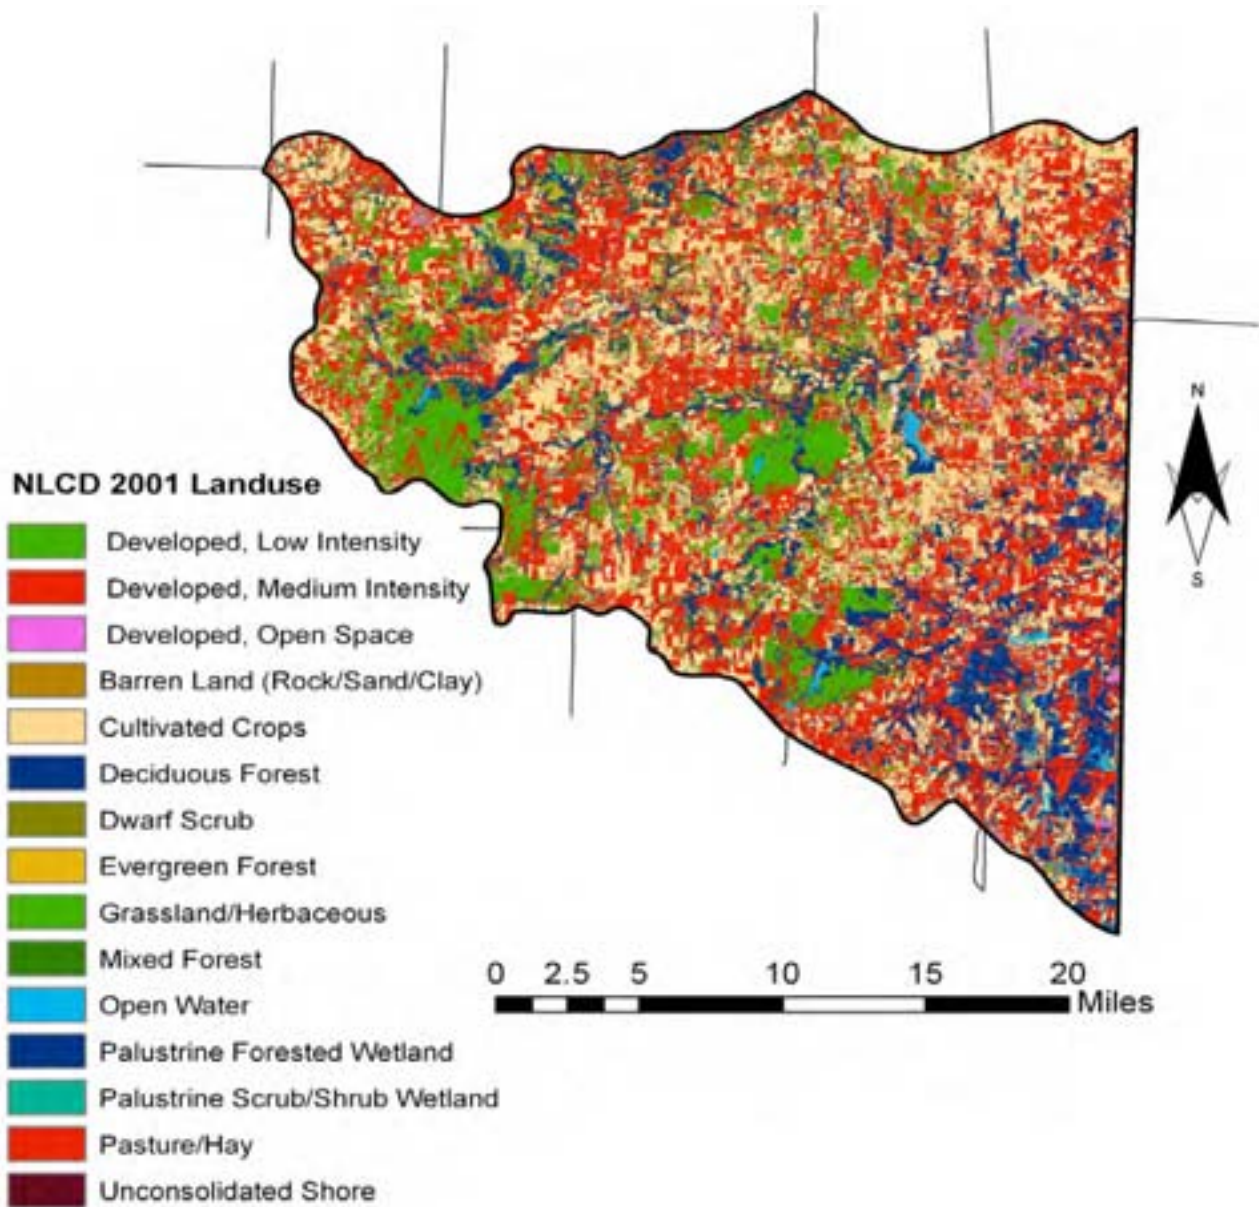 NLCD 2001 Landuse
Developed, Low Intensity
Developed, Medium Intensity
Developed, Open Space
Barren Land (Rock/Sand/Clay)
Cultivated Crops
Deciduous Forest
Dwarf Scrub
Evergreen Forest
Grassland/Herbaceous
Mixed Forest
Open Water
Palustrine Forested Wetland
Palustrine Scrub/Shrub Wetland
Pasture/Hay
Unconsolidated Shore
N
S
0 2.5 5 10 15 20
Miles